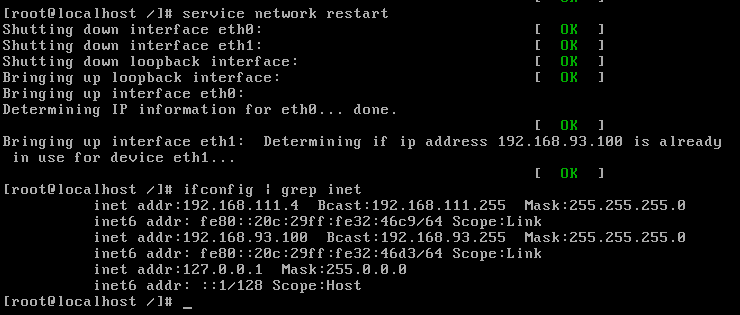 [root@localhost /]# service network restart
Shutting down interface eth0: [ OK ]
Shutting down interface eth1: [ OK ]
Shutting down loopback interface: [ OK ]
Bringing up loopback interface: [ OK ]
Bringing up interface eth0:
Determining IP information for eth0... done.
[ OK ]
Bringing up interface eth1: Determining if ip address 192.168.93.100 is already
in use for device eth1...
[ OK ]
[root@localhost /]# ifconfig | grep inet
inet addr:192.168.111.4 Bcast:192.168.111.255 Mask:255.255.255.0
inet6 addr: fe80::20c:29ff:fe32:46c9/64 Scope:Link
inet addr:192.168.93.100 Bcast:192.168.93.255 Mask:255.255.255.0
inet6 addr: fe80::20c:29ff:fe32:46d3/64 Scope:Link
inet addr:127.0.0.1 Mask:255.0.0.0
inet6 addr: ::1/128 Scope:Host
[root@localhost /]# _